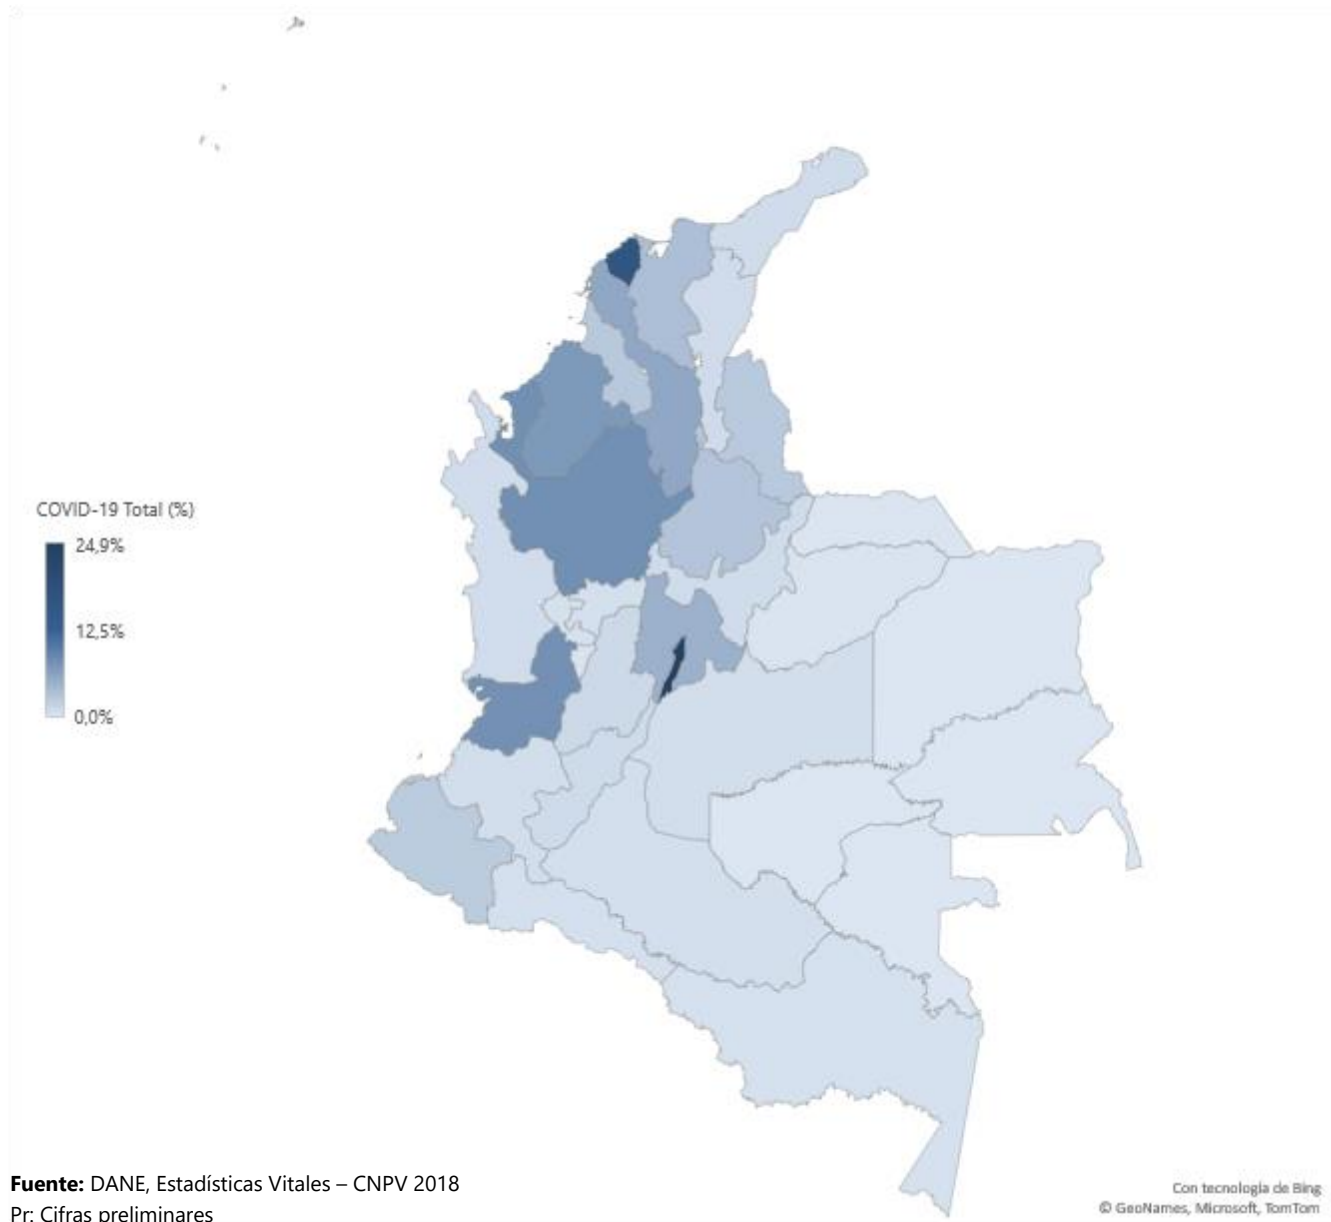 COVID-19 Total (%)
24,9%
12,5%
0,0%
Fuente: DANE, Estadísticas Vitales – CNPV 2018
Pr: Cifras preliminares
Con tecnología de Bing
© GeoNames, Microsoft, TomTom